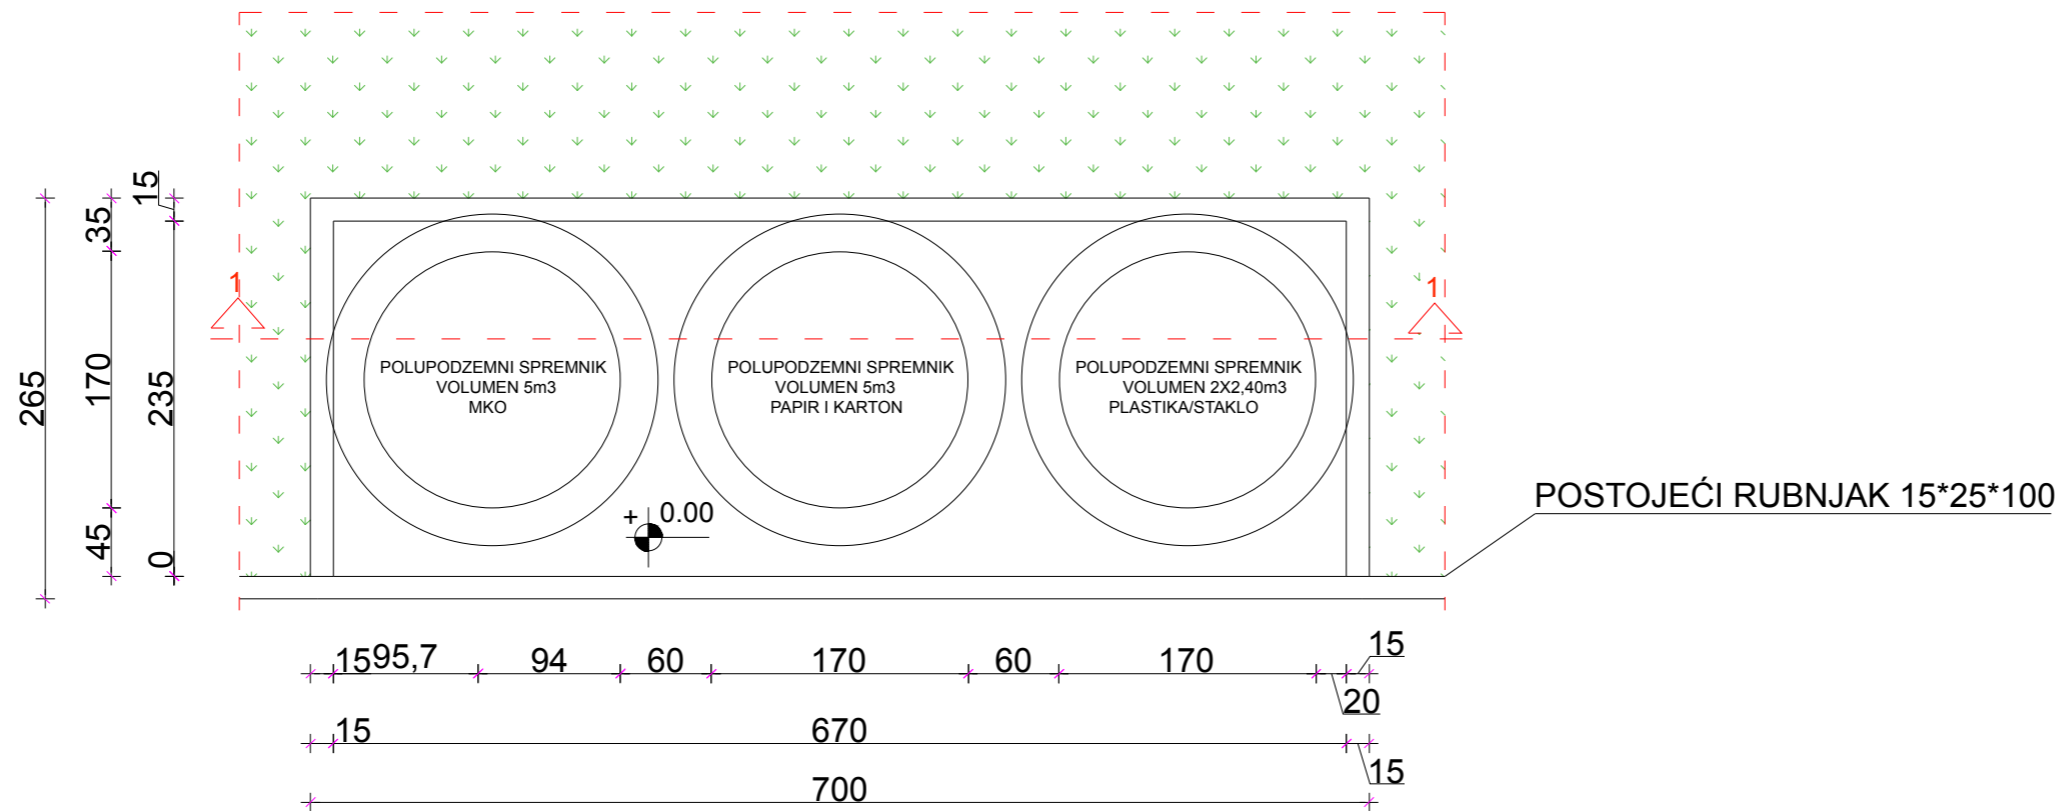 15
35
1
1
265
170
235
POLUPODZEMNI SPREMNIK
VOLUMEN 5m3
MKO
POLUPODZEMNI SPREMNIK
VOLUMEN 5m3
PAPIR I KARTON
POLUPODZEMNI SPREMNIK
VOLUMEN 2X2,40m3
PLASTIKA/STAKLO
45
0
+ 0.00
POSTOJEĆI RUBNJAK 15*25*100
15 95,7 94 60 170 60 170 15
20
15 670
15
700